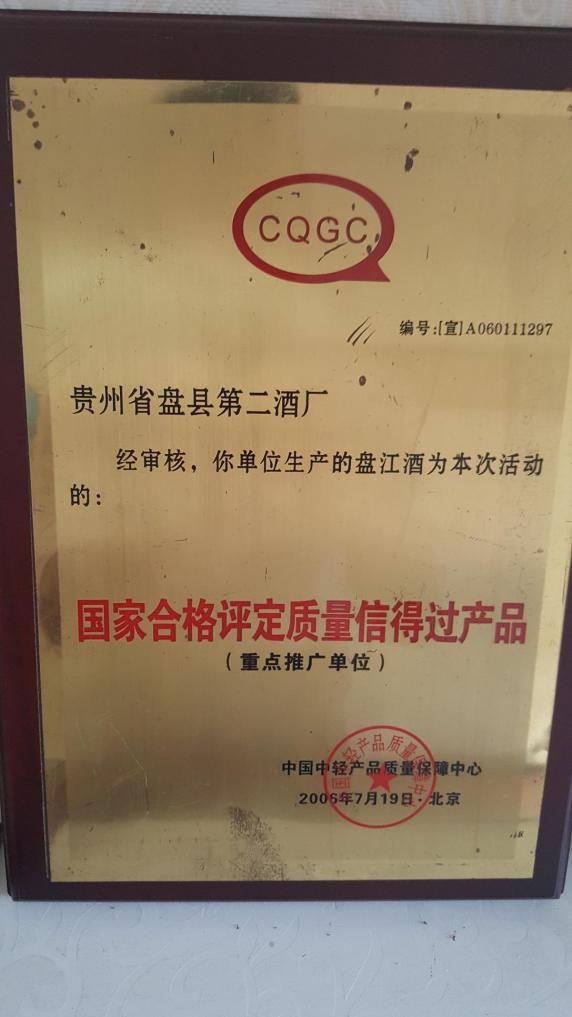 CQGC
编号:[宣]A060111297
贵州省盘县第二酒厂
经审核，你单位生产的盘江酒为本次活动
的：
国家合格评定质量信得过产品
（重点推广单位）
中国中轻产品质量保障中心
2006年7月19日·北京